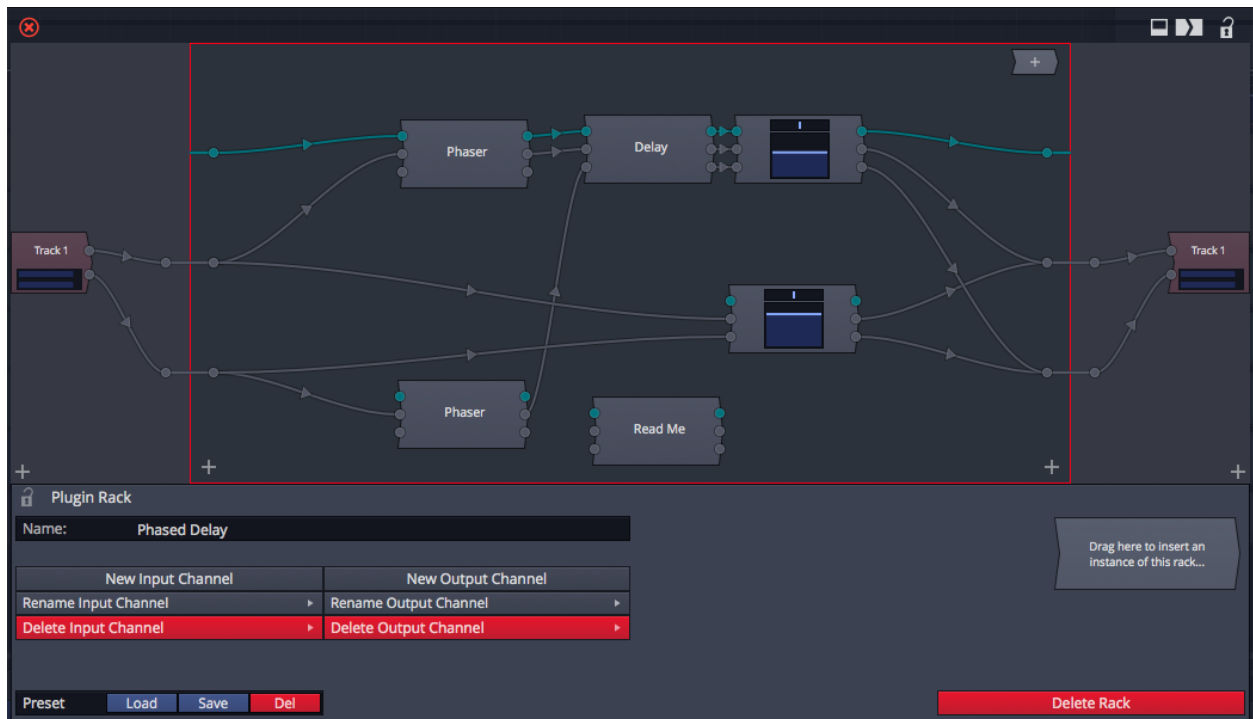 +
Phaser
Delay
Track 1
Track 1
Phaser
Read Me
+
+
+
+
Plugin Rack
Name: Phased Delay
Drag here to insert an
instance of this rack...
New Input Channel New Output Channel
Rename Input Channel Rename Output Channel
Delete Input Channel Delete Output Channel
Preset Load Save Del
Delete Rack